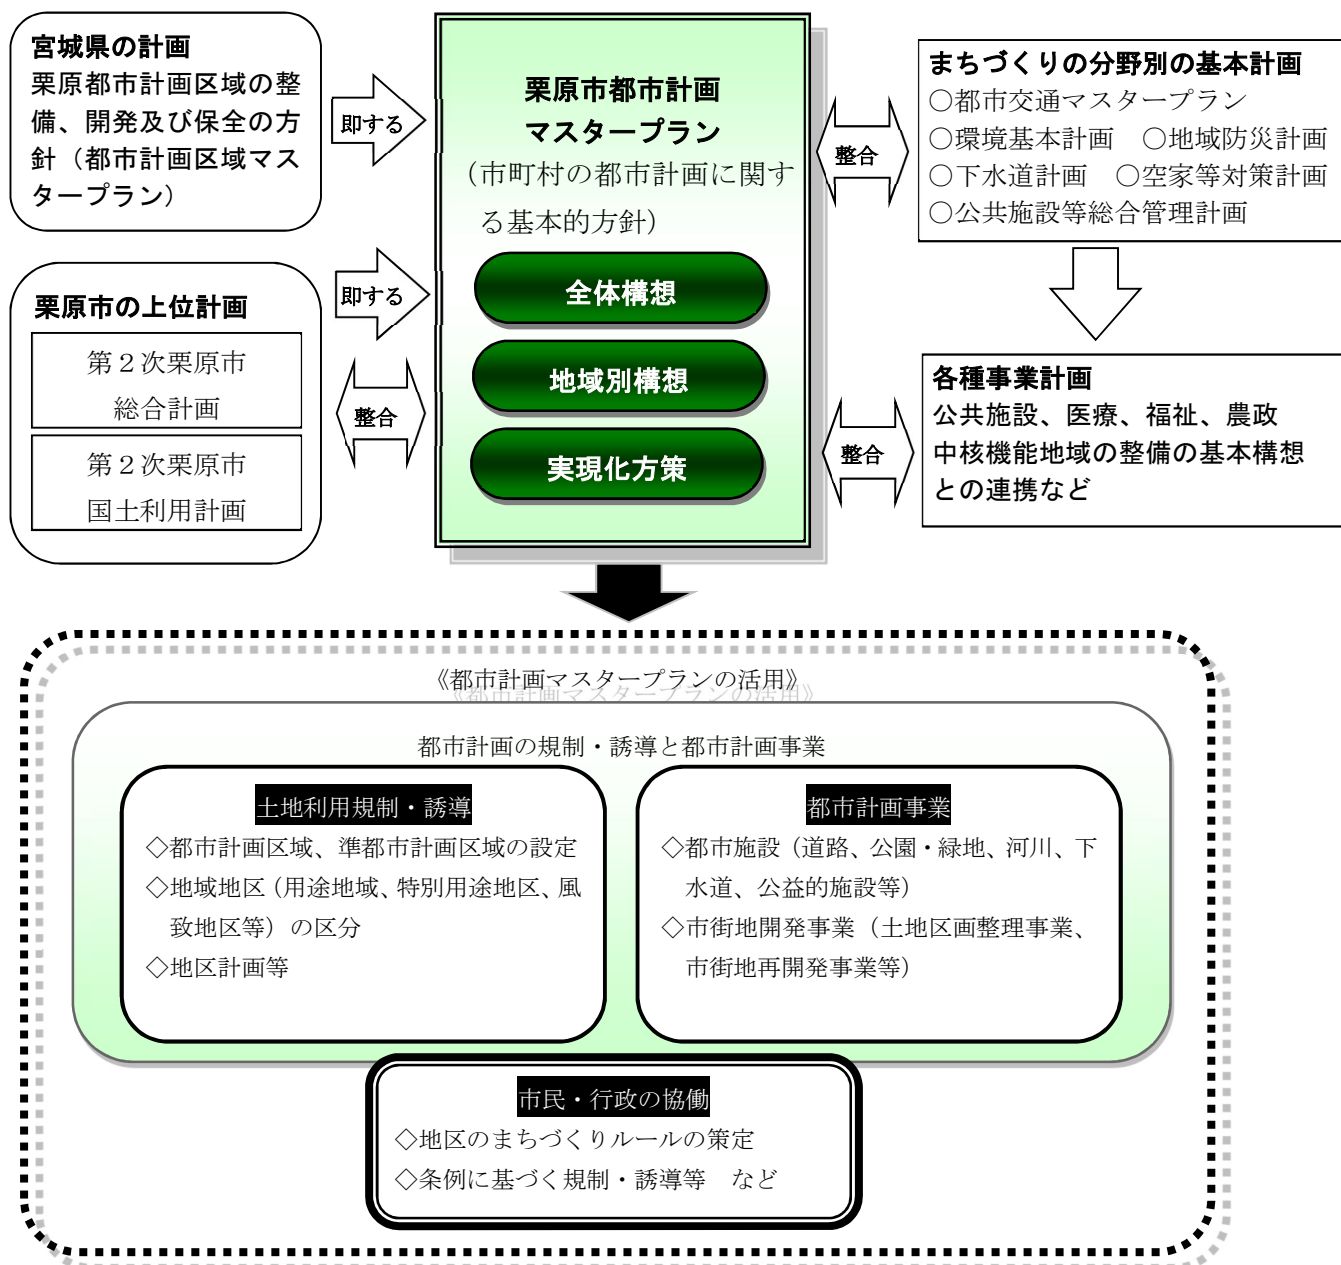 宮城県の計画
栗原都市計画区域の整
備、開発及び保全の方
針（都市計画区域マス
タープラン）
即する
栗原市の上位計画
第２次栗原市
総合計画
第２次栗原市
国土利用計画
即する
整合
栗原市都市計画
マスタープラン
（市町村の都市計画に関す
る基本的方針）
全体構想
地域別構想
実現化方策
整合
まちづくりの分野別の基本計画
○都市交通マスタープラン
○環境基本計画　○地域防災計画
○下水道計画　○空家等対策計画
○公共施設等総合管理計画
整合
各種事業計画
公共施設、医療、福祉、農政
中核機能地域の整備の基本構想
との連携など
《都市計画マスタープランの活用》
都市計画の規制・誘導と都市計画事業
土地利用規制・誘導
◇都市計画区域、準都市計画区域の設定
◇地域地区（用途地域、特別用途地区、風
致地区等）の区分
◇地区計画等
都市計画事業
◇都市施設（道路、公園・緑地、河川、下
水道、公益的施設等）
◇市街地開発事業（土地区画整理事業、
市街地再開発事業等）
市民・行政の協働
◇地区のまちづくりルールの策定
◇条例に基づく規制・誘導等　など